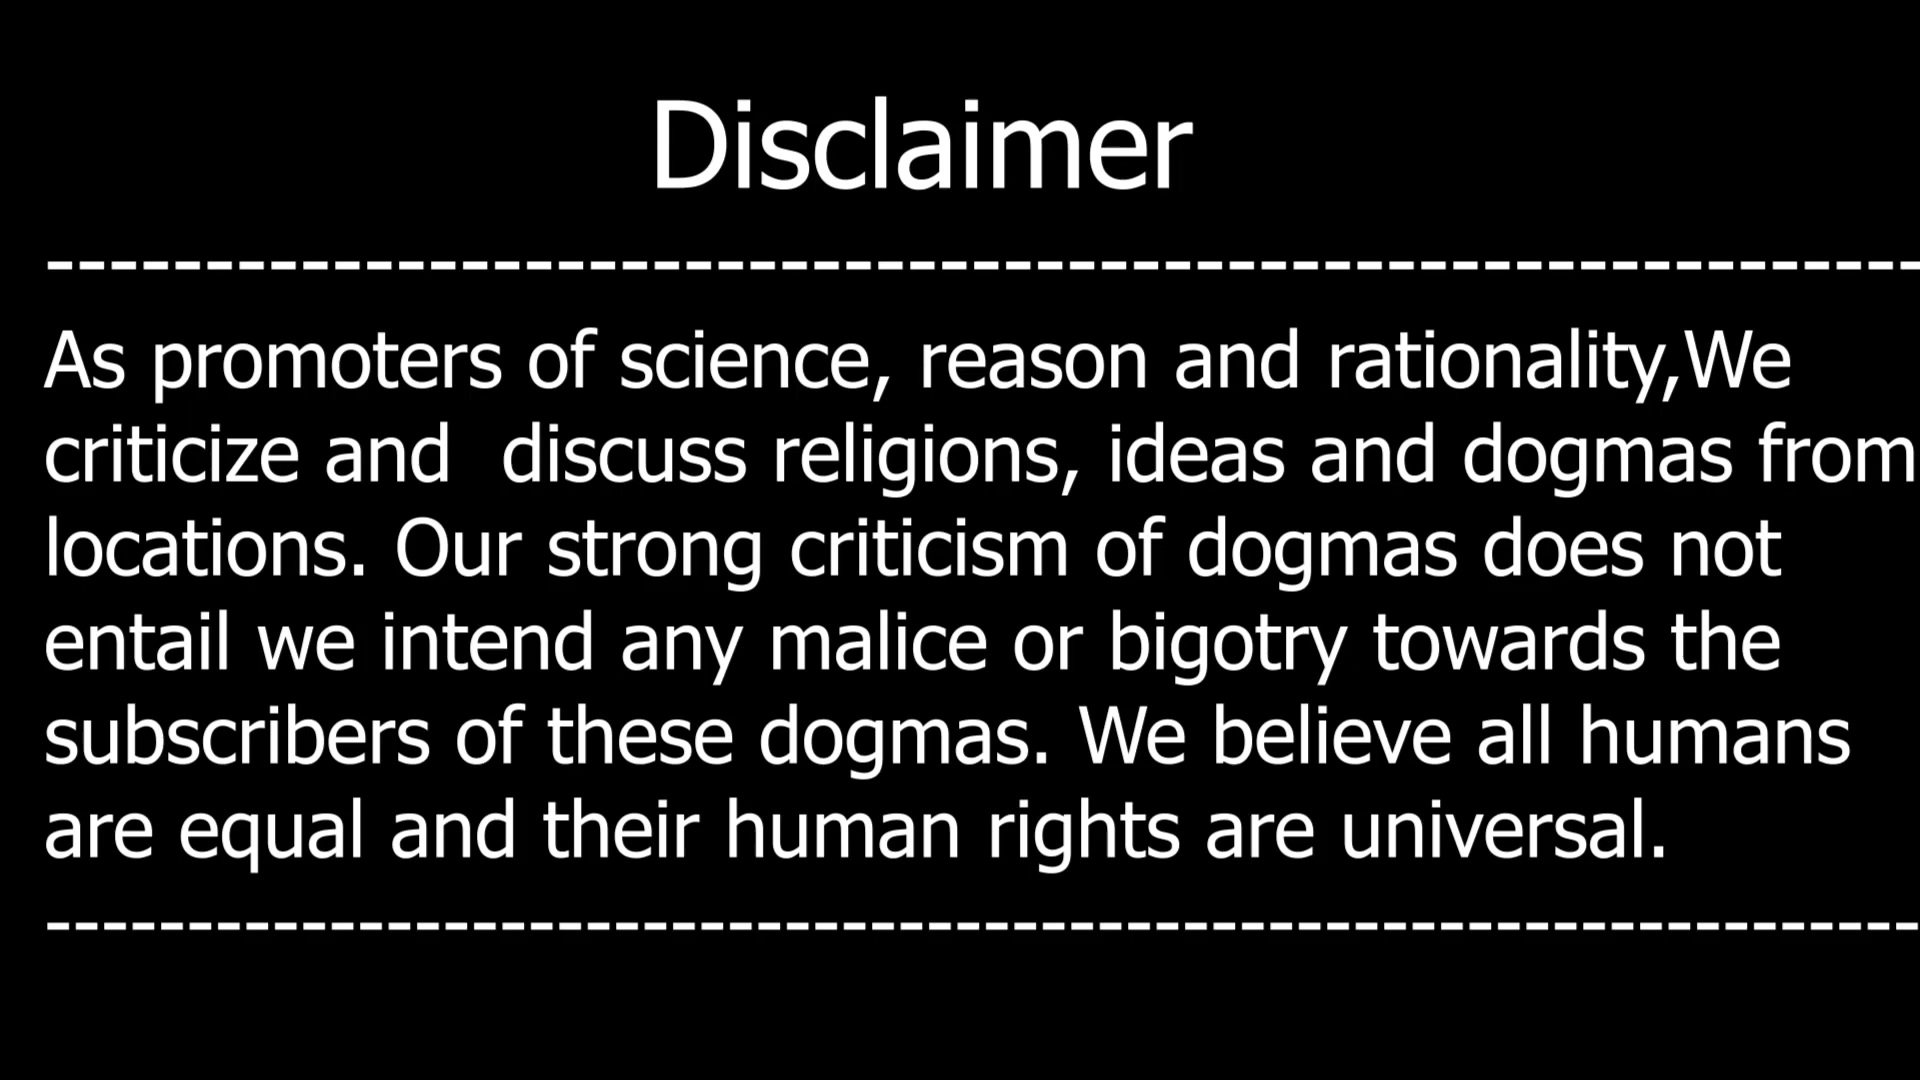 Disclaimer
-----------------------------------------------------------
As promoters of science, reason and rationality,We
criticize and  discuss religions, ideas and dogmas from
locations. Our strong criticism of dogmas does not
entail we intend any malice or bigotry towards the
subscribers of these dogmas. We believe all humans
are equal and their human rights are universal.
------------------------------------------------------------------